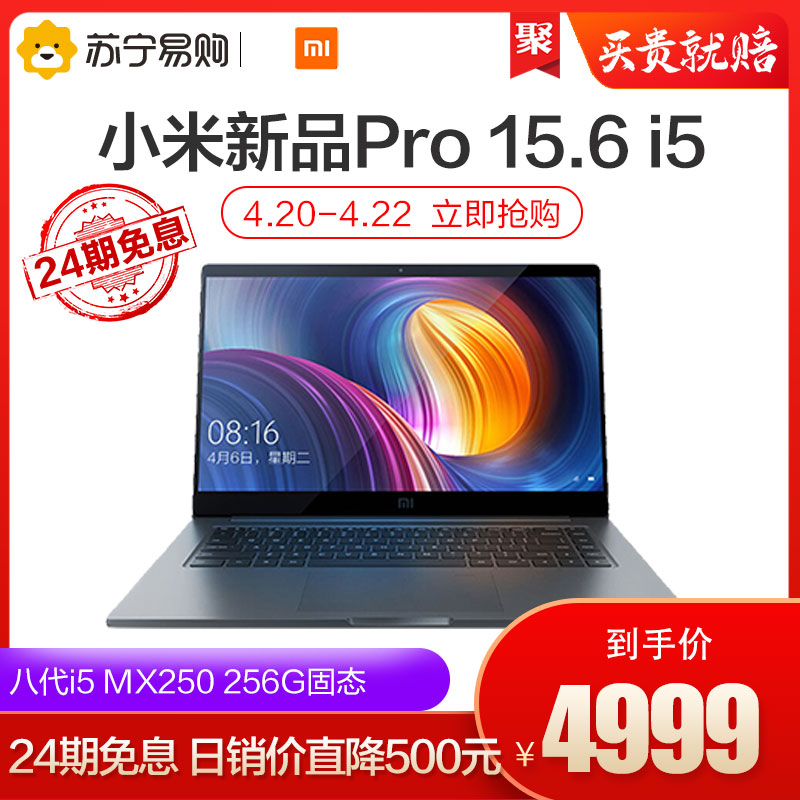 苏宁易购
mi
聚
买贵就赔
小米新品Pro 15.6 i5
4.20-4.22 立即抢购
24期免息
08:16
4月6日，星期二
mi
八代i5 MX250 256G固态
到手价
24期免息 日销价直降500元
¥4999